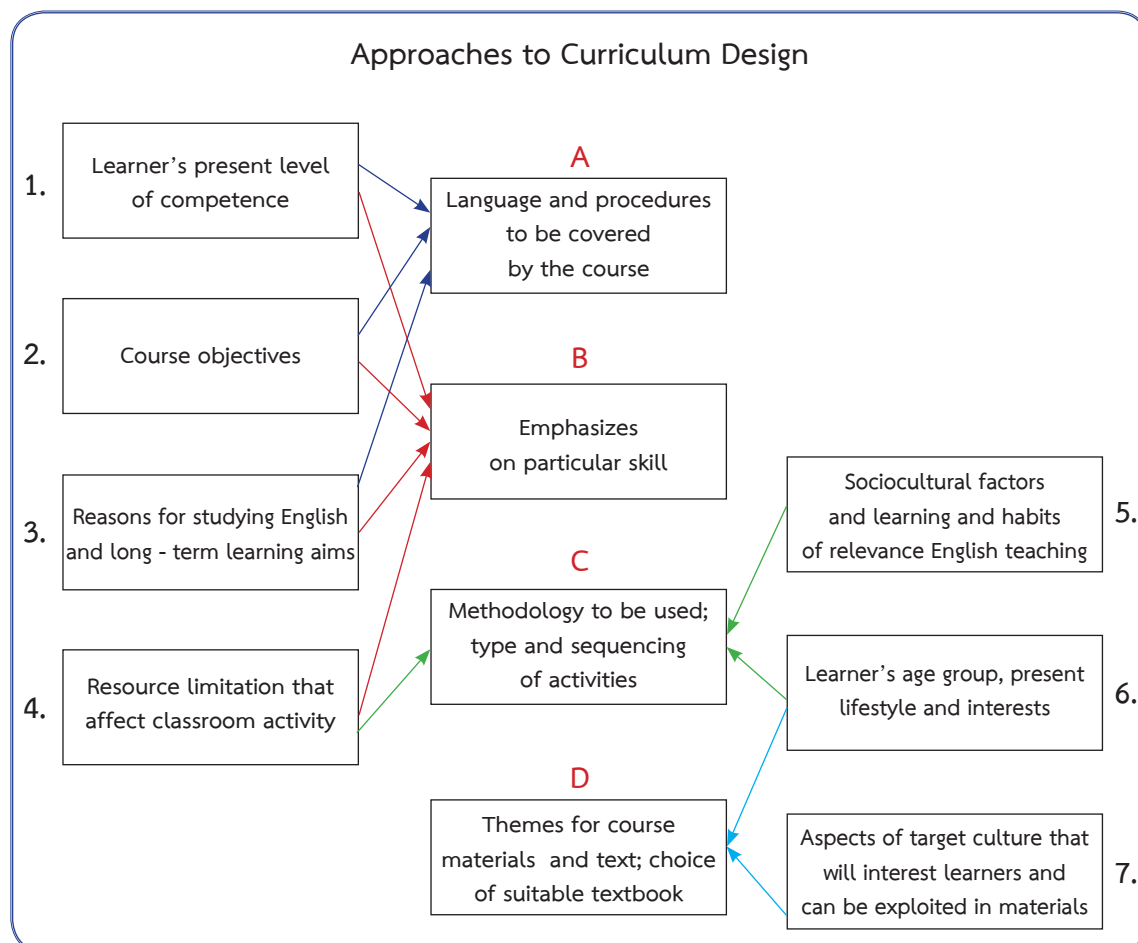 Approaches to Curriculum Design
1.
Learner's present level
of competence
2.
Course objectives
3.
Reasons for studying English
and long - term learning aims
4.
Resource limitation that
affect classroom activity
A
Language and procedures
to be covered
by the course
B
Emphasizes
on particular skill
C
Methodology to be used;
type and sequencing
of activities
D
Themes for course
materials and text; choice
of suitable textbook
Sociocultural factors
and learning and habits
of relevance English teaching
5.
Learner's age group, present
lifestyle and interests
6.
Aspects of target culture that
will interest learners and
can be exploited in materials
7.